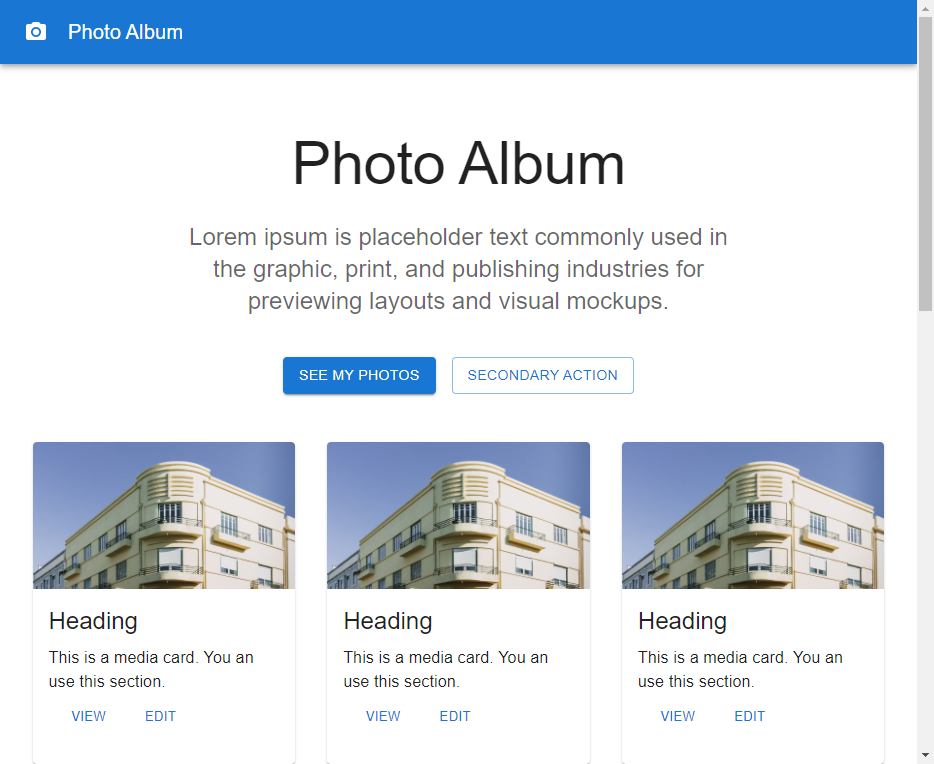 Photo Album
Photo Album
Lorem ipsum is placeholder text commonly used in
the graphic, print, and publishing industries for
previewing layouts and visual mockups.
SEE MY PHOTOS SECONDARY ACTION
Heading
This is a media card. You an
use this section.
VIEW EDIT
Heading
This is a media card. You an
use this section.
VIEW EDIT
Heading
This is a media card. You an
use this section.
VIEW EDIT